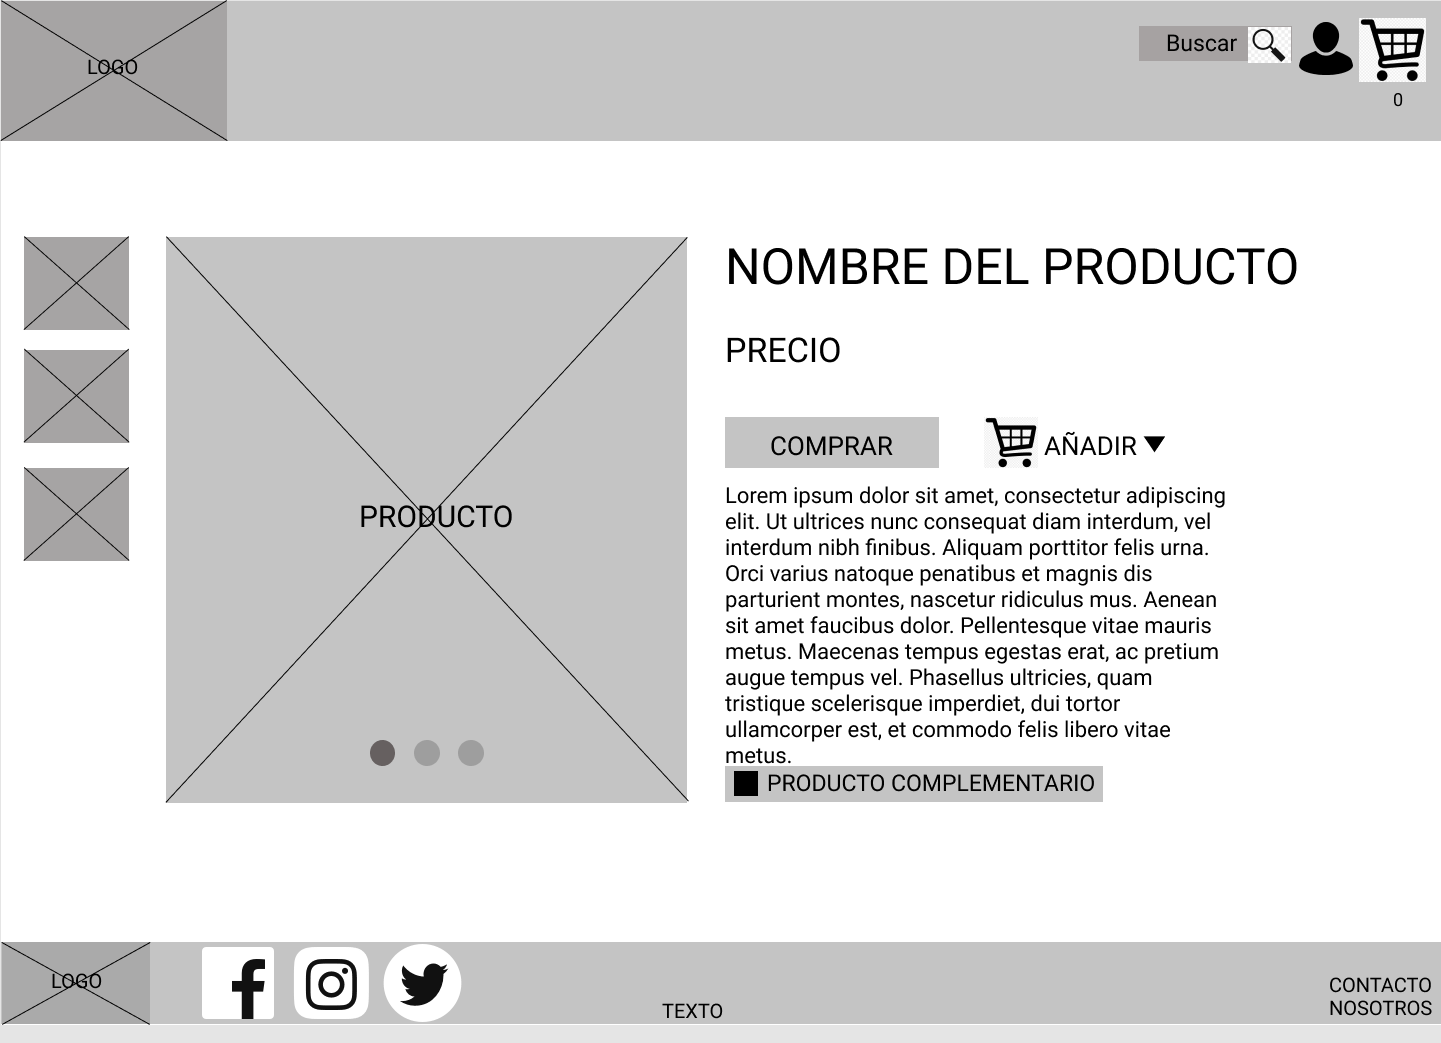 LOGO
Buscar
0
NOMBRE DEL PRODUCTO
PRECIO
COMPRAR
AÑADIR
PRODUCTO
Lorem ipsum dolor sit amet, consectetur adipiscing
elit. Ut ultrices nunc consequat diam interdum, vel
interdum nibh finibus. Aliquam porttitor felis urna.
Orci varius natoque penatibus et magnis dis
parturient montes, nascetur ridiculus mus. Aenean
sit amet faucibus dolor. Pellentesque vitae mauris
metus. Maecenas tempus egestas erat, ac pretium
augue tempus vel. Phasellus ultricies, quam
tristique scelerisque imperdiet, dui tortor
ullamcorper est, et commodo felis libero vitae
metus.
PRODUCTO COMPLEMENTARIO
LOGO
TEXTO
CONTACTO
NOSOTROS